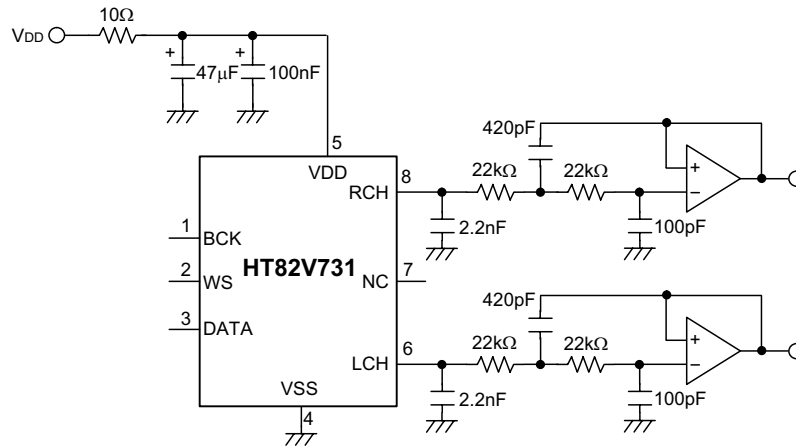 10Ω
VDD
+
47μF
+
100nF
5
VDD
420pF
8
RCH
22kΩ
22kΩ
+
−
2.2nF
100pF
1
BCK
HT82V731
7
NC
2
WS
3
DATA
420pF
6
LCH
22kΩ
22kΩ
+
−
2.2nF
100pF
VSS
4